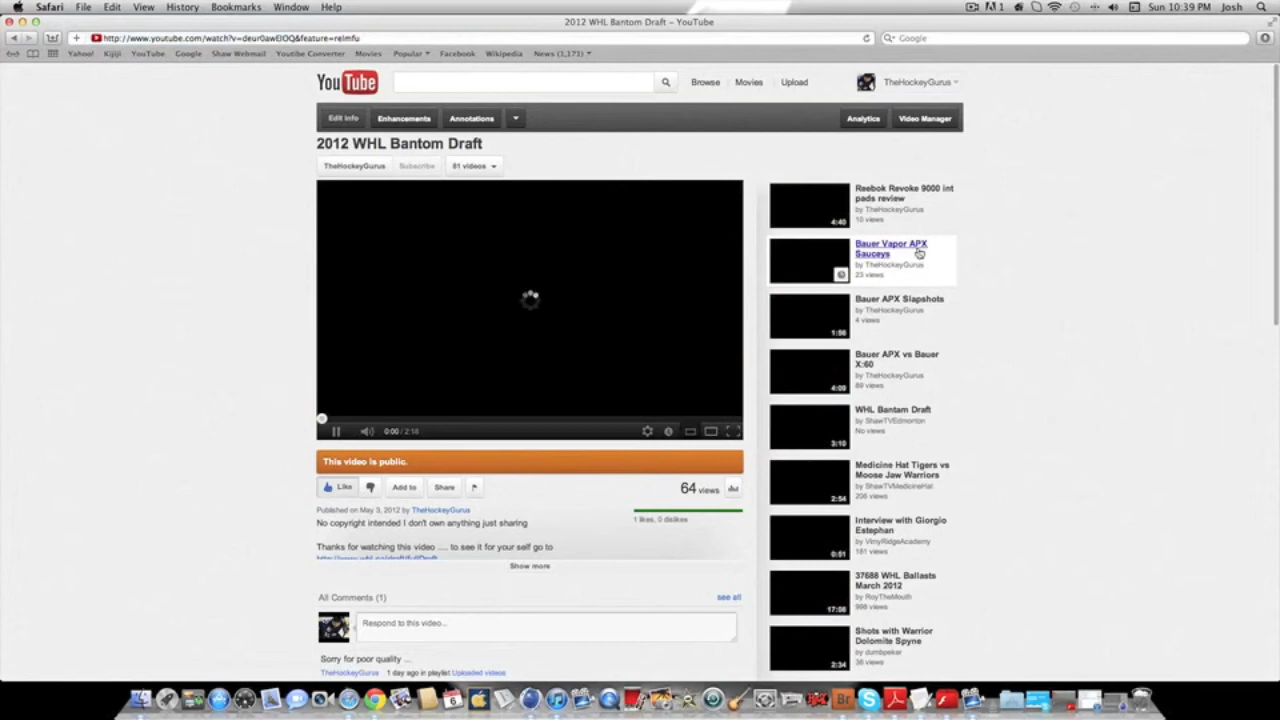 Safari File Edit View History Bookmarks Window Help
1 Sun 10:39 PM Josh
2012 WHL Bantom Draft – YouTube
http://www.youtube.com/watch?v=deur0awEIOQ&feature=relmfu
Google
Yahoo! Kijiji YouTube Google Shaw Webmail Youtibe Converter Movies Popular Facebook Wikipedia News (3,171)
YouTube
Browse Movies Upload TheHockeyGurus
Edit info Enhancements Annotations Analytics Video Manager
2012 WHL Bantom Draft
TheHockeyGurus Subscribe 61 videos
0:00 / 2:18
This video is public.
Like Add to Share 64 views
Published on May 3, 2012 by TheHockeyGurus
1 likes, 0 dislikes
No copyright intended I don't own anything just sharing
Thanks for watching this video .... to see it for your self go to
Show more
All Comments (1) see all
Respond to this video...
Sorry for poor quality ...
TheHockeyGurus 1 day ago in playlist Uploaded videos
Reebok Revoke 9000 int
pads review
by TheHockeyGurus
10 views
4:40
Bauer Vapor APX
Sauceys
by TheHockeyGurus
23 views
Bauer APX Slapshots
by TheHockeyGurus
4 views
1:56
Bauer APX vs Bauer
X:60
by TheHockeyGurus
89 views
4:09
WHL Bantam Draft
by ShawTVEdmonton
No views
3:10
Medicine Hat Tigers vs
Moose Jaw Warriors
by ShawTVMedicineHat
206 views
2:54
Interview with Giorgio
Estephan
by VimyRidgeAcademy
181 views
0:51
37688 WHL Ballasts
March 2012
by RoyTheMouth
998 views
17:08
Shots with Warrior
Dolomite Spyne
by dumbpeker
38 views
2:34
6
Br